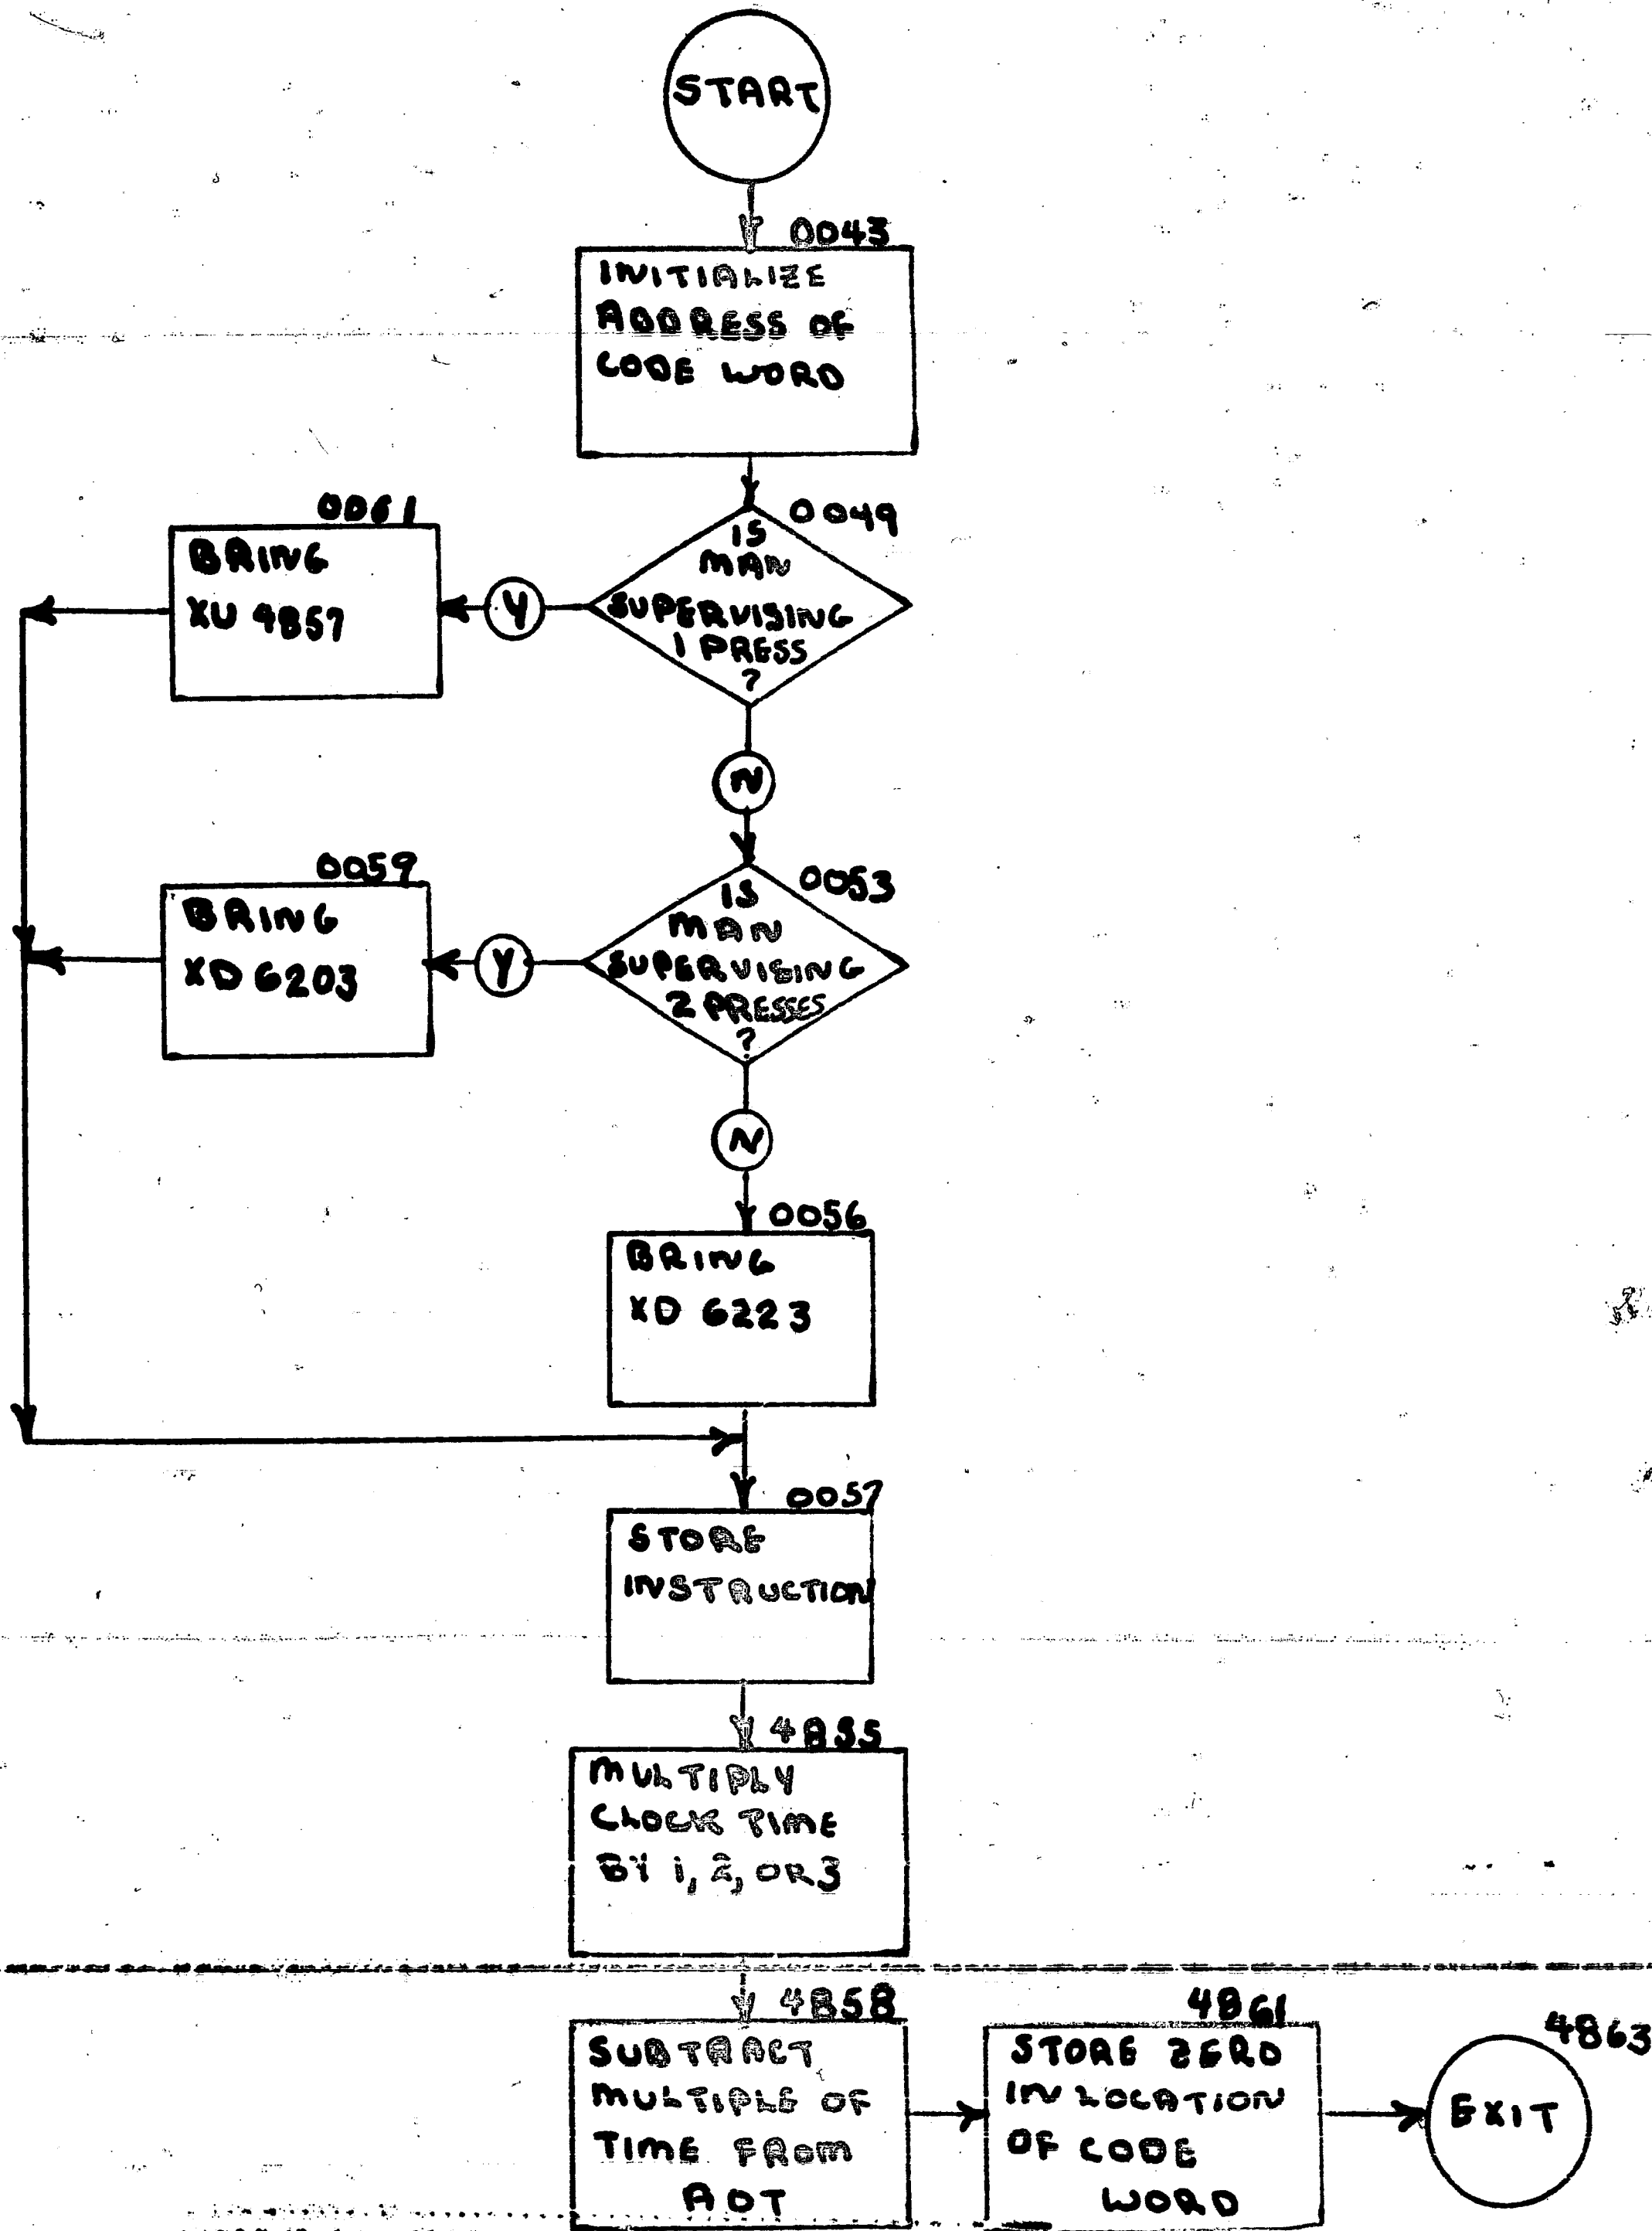 START
0043
INITIALIZE
ADDRESS OF
CODE WORD
0049
IS
MAN
SUPERVISING
1 PRESS
?
Y
0061
BRING
XU 4857
N
0053
IS
MAN
SUPERVISING
2 PRESSES
?
Y
0059
BRING
XD 6203
N
0056
BRING
XD 6223
0057
STORE
INSTRUCTION
4855
MULTIPLY
CLOCK TIME
BY 1, 2, OR 3
4858
SUBTRACT
MULTIPLE OF
TIME FROM
AOT
4861
STORE ZERO
IN LOCATION
OF CODE
WORD
4863
EXIT